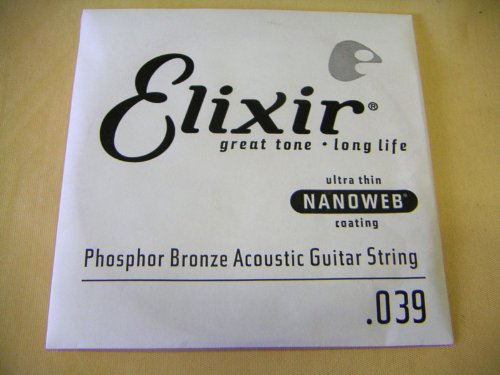 Elixir®
great tone • long life
ultra thin
NANOWEB®
coating
Phosphor Bronze Acoustic Guitar String
.039